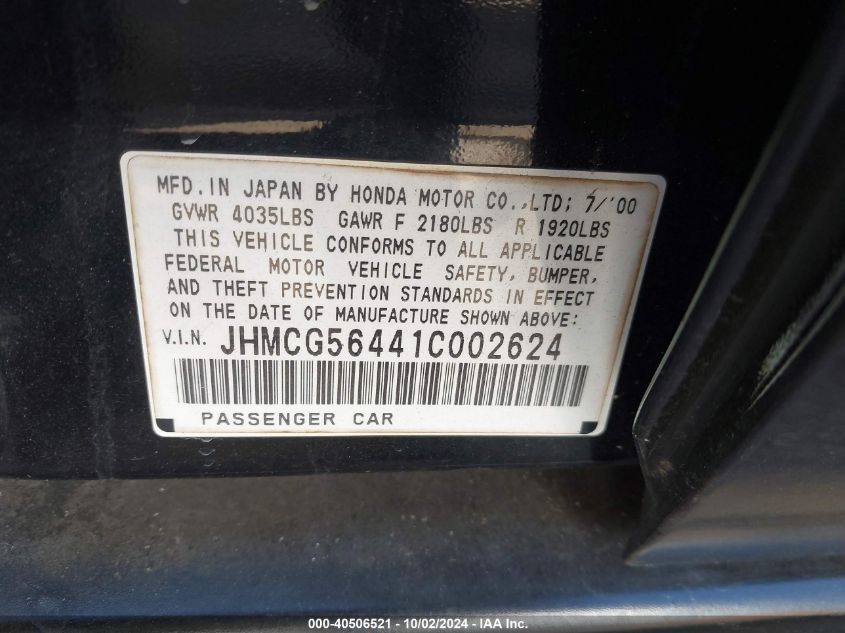 MFD. IN JAPAN BY HONDA MOTOR CO., LTD; 7/'00
GVWR 4035LBS GAWR F 2180LBS R 1920LBS
THIS VEHICLE CONFORMS TO ALL APPLICABLE
FEDERAL MOTOR VEHICLE SAFETY, BUMPER,
AND THEFT PREVENTION STANDARDS IN EFFECT
ON THE DATE OF MANUFACTURE SHOWN ABOVE:
V.I.N. JHMCG56441C002624
PASSENGER CAR
000-40506521 - 10/02/2024 - IAA Inc.